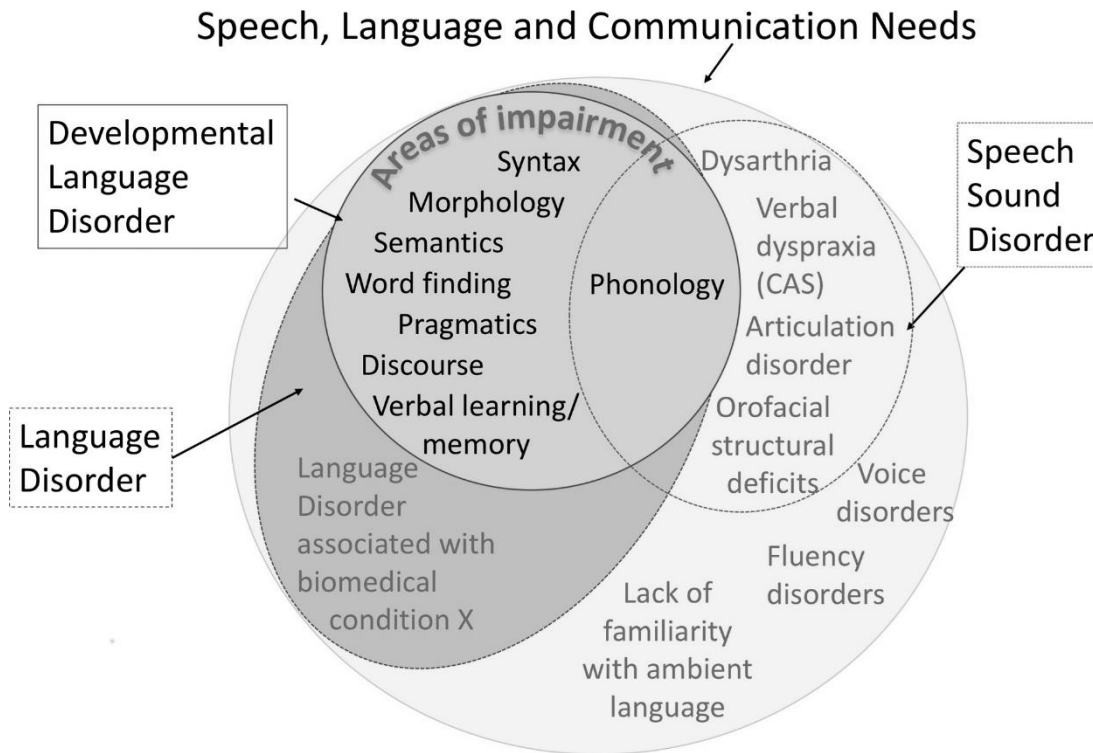 Speech, Language and Communication Needs
Developmental
Language
Disorder
Areas of impairment
Syntax
Morphology
Semantics
Word finding
Pragmatics
Discourse
Verbal learning/
memory
Phonology
Dysarthria
Verbal
dyspraxia
(CAS)
Articulation
disorder
Orofacial
structural
deficits
Speech
Sound
Disorder
Language
Disorder
Language
Disorder
associated with
biomedical
condition X
Voice
disorders
Fluency
disorders
Lack of
familiarity
with ambient
language